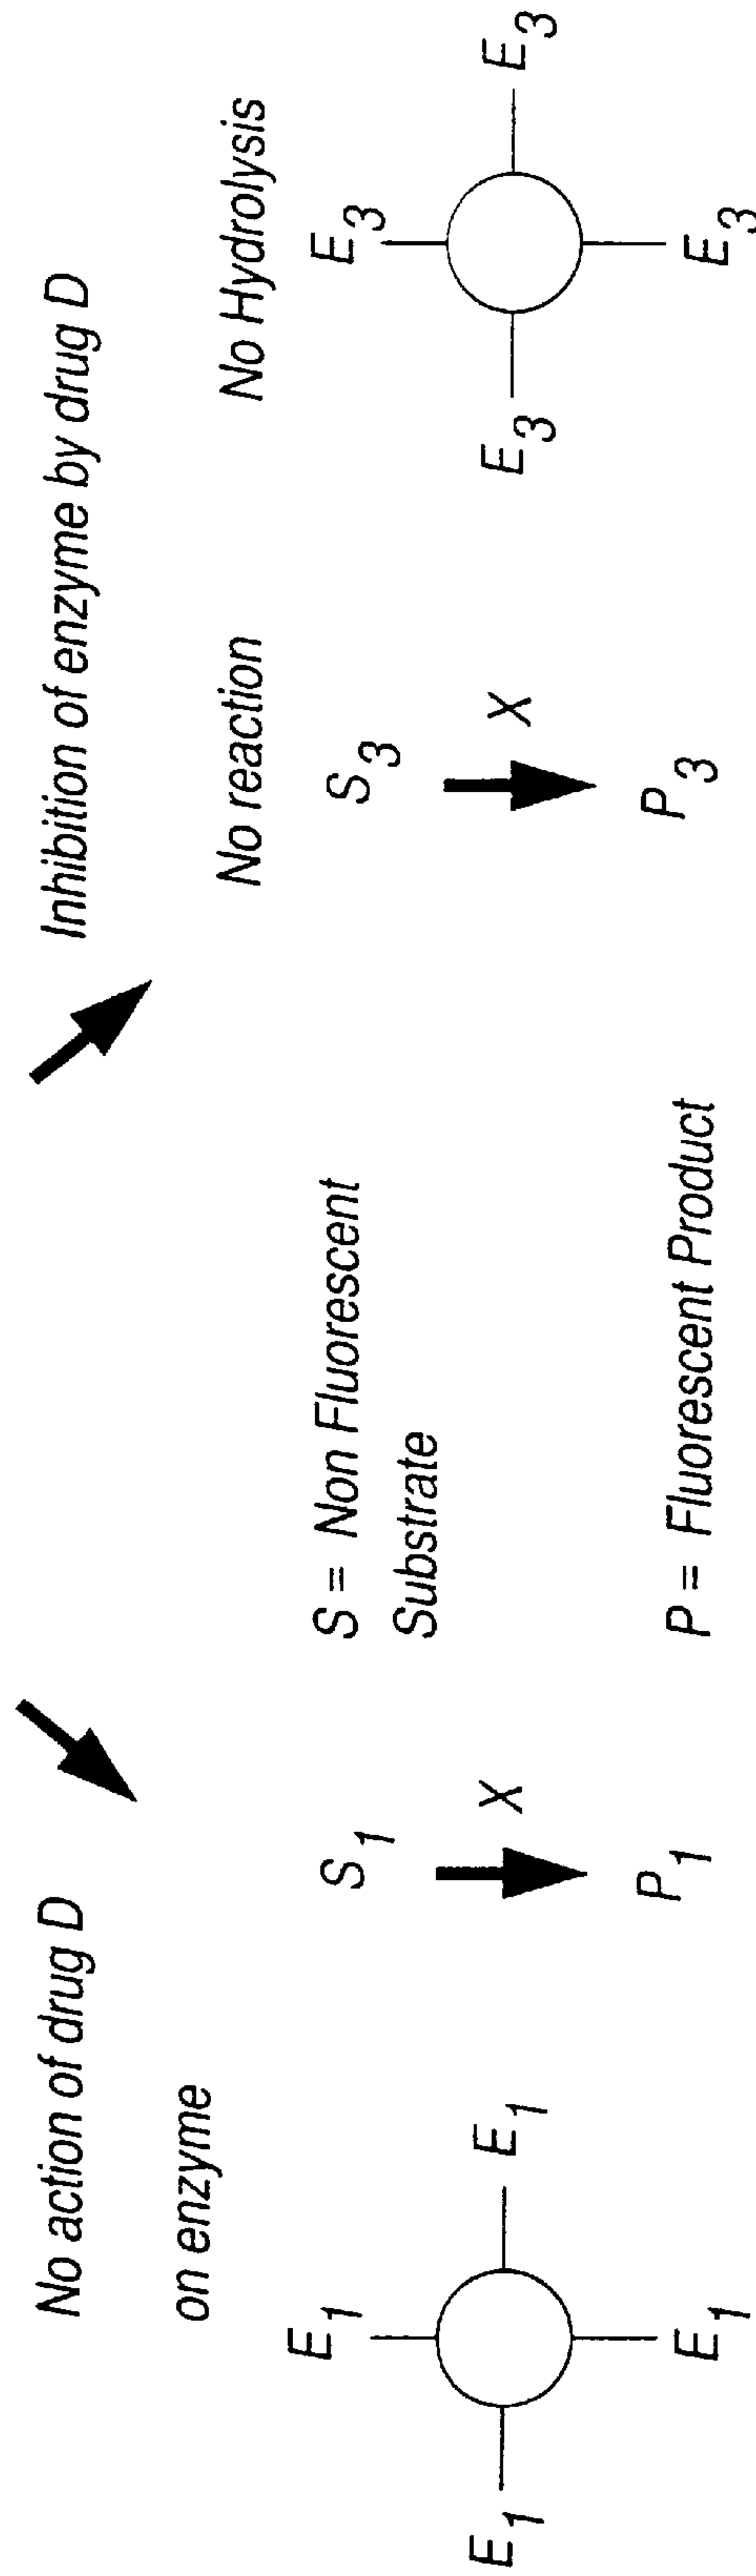 No action of drug D
on enzyme
E1
E1
E1
E1
S1
X
P1
S = Non Fluorescent
Substrate
P = Fluorescent Product
Inhibition of enzyme by drug D
No reaction
S3
X
P3
No Hydrolysis
E3
E3
E3
E3